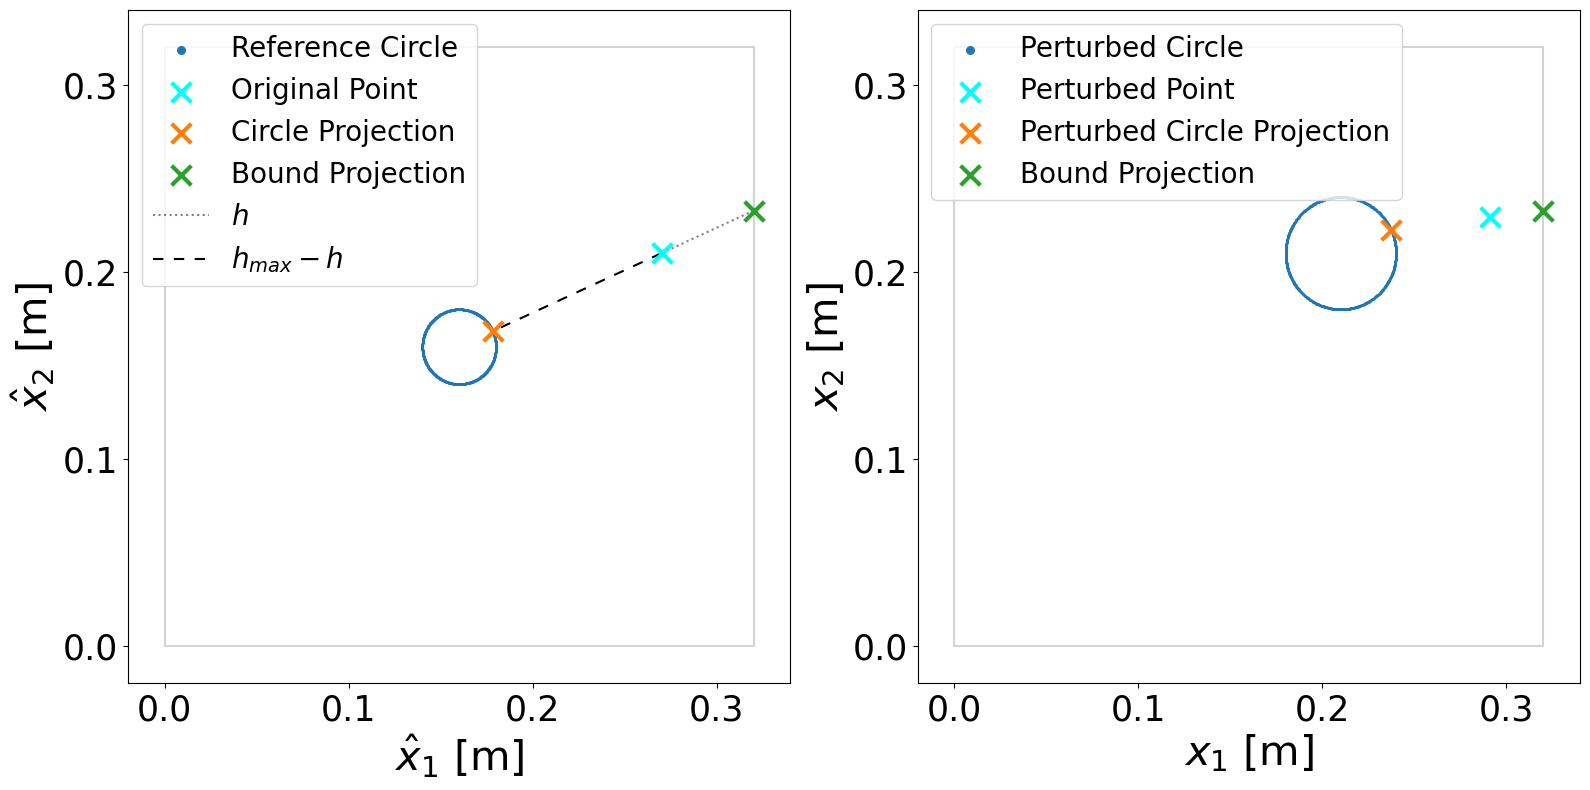 Reference Circle
Original Point
Circle Projection
Bound Projection
h
h_max − h
0.3
0.2
0.1
0.0
x̂₂ [m]
0.0 0.1 0.2 0.3
x̂₁ [m]
Perturbed Circle
Perturbed Point
Perturbed Circle Projection
Bound Projection
0.3
0.2
0.1
0.0
x₂ [m]
0.0 0.1 0.2 0.3
x₁ [m]